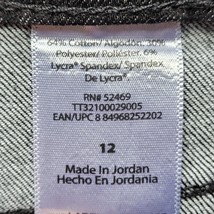 64% Cotton/ Algodón, 30%
Polyester/ Poliéster, 6%
Lycra® Spandex/ Spandex
De Lycra®.
RN# 52469
TT32100029005
EAN/UPC 8 84968252202
12
Made In Jordan
Hecho En Jordania